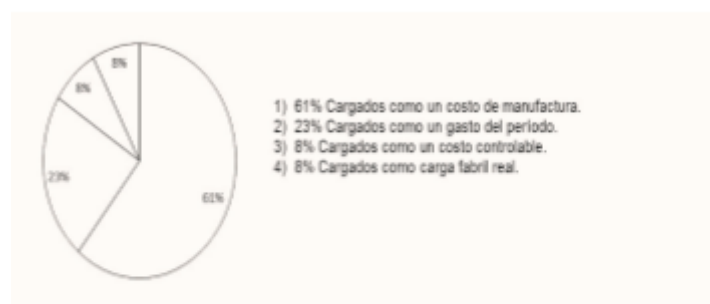 8%
8%
23%
61%
1) 61% Cargados como un costo de manufactura.
2) 23% Cargados como un gasto del periodo.
3) 8% Cargados como un costo controlable.
4) 8% Cargados como carga fabril real.